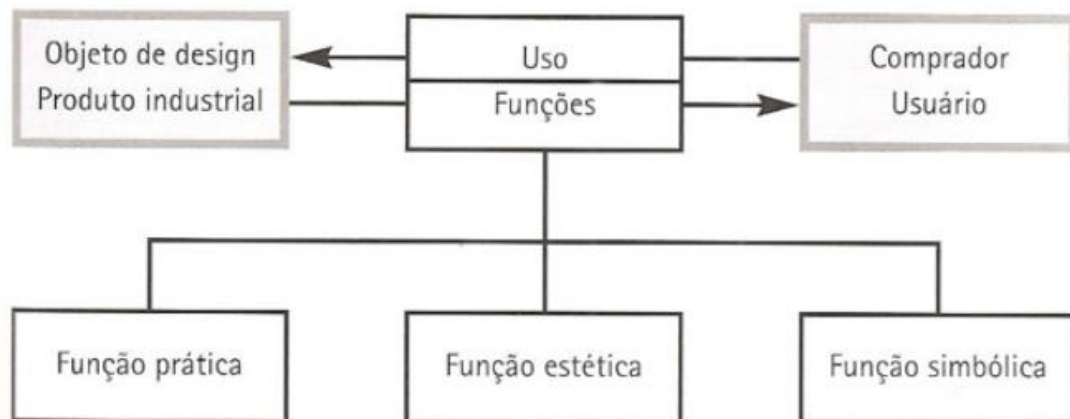 Objeto de design
Produto industrial
Uso
Funções
Comprador
Usuário
Função prática
Função estética
Função simbólica